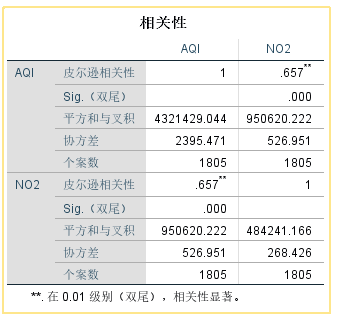 相关性
AQI NO2
AQI 皮尔逊相关性 1 .657**
Sig.（双尾） .000
平方和与叉积 4321429.044 950620.222
协方差 2395.471 526.951
个案数 1805 1805
NO2 皮尔逊相关性 .657** 1
Sig.（双尾） .000
平方和与叉积 950620.222 484241.166
协方差 526.951 268.426
个案数 1805 1805
**. 在 0.01 级别（双尾），相关性显著。